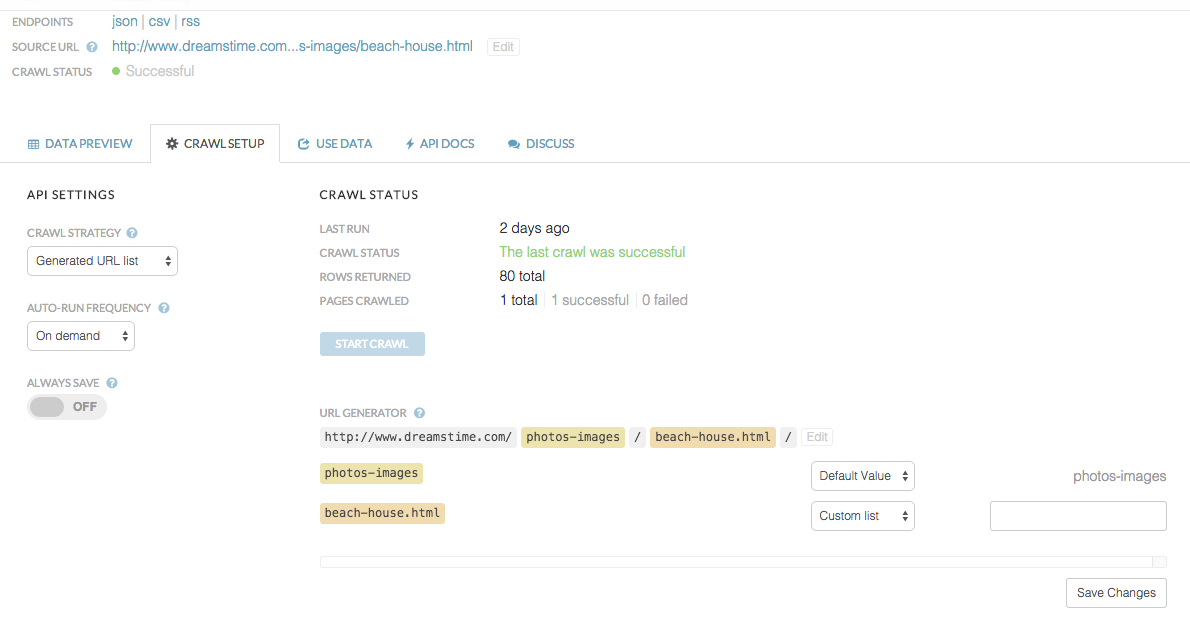 ENDPOINTS json | csv | rss
SOURCE URL ? http://www.dreamstime.com...s-images/beach-house.html Edit
CRAWL STATUS Successful
DATA PREVIEW CRAWL SETUP USE DATA API DOCS DISCUSS
API SETTINGS
CRAWL STRATEGY ?
Generated URL list
AUTO-RUN FREQUENCY ?
On demand
ALWAYS SAVE ?
OFF
CRAWL STATUS
LAST RUN 2 days ago
CRAWL STATUS The last crawl was successful
ROWS RETURNED 80 total
PAGES CRAWLED 1 total | 1 successful | 0 failed
START CRAWL
URL GENERATOR ?
http://www.dreamstime.com/ photos-images / beach-house.html / Edit
photos-images Default Value photos-images
beach-house.html Custom list
Save Changes